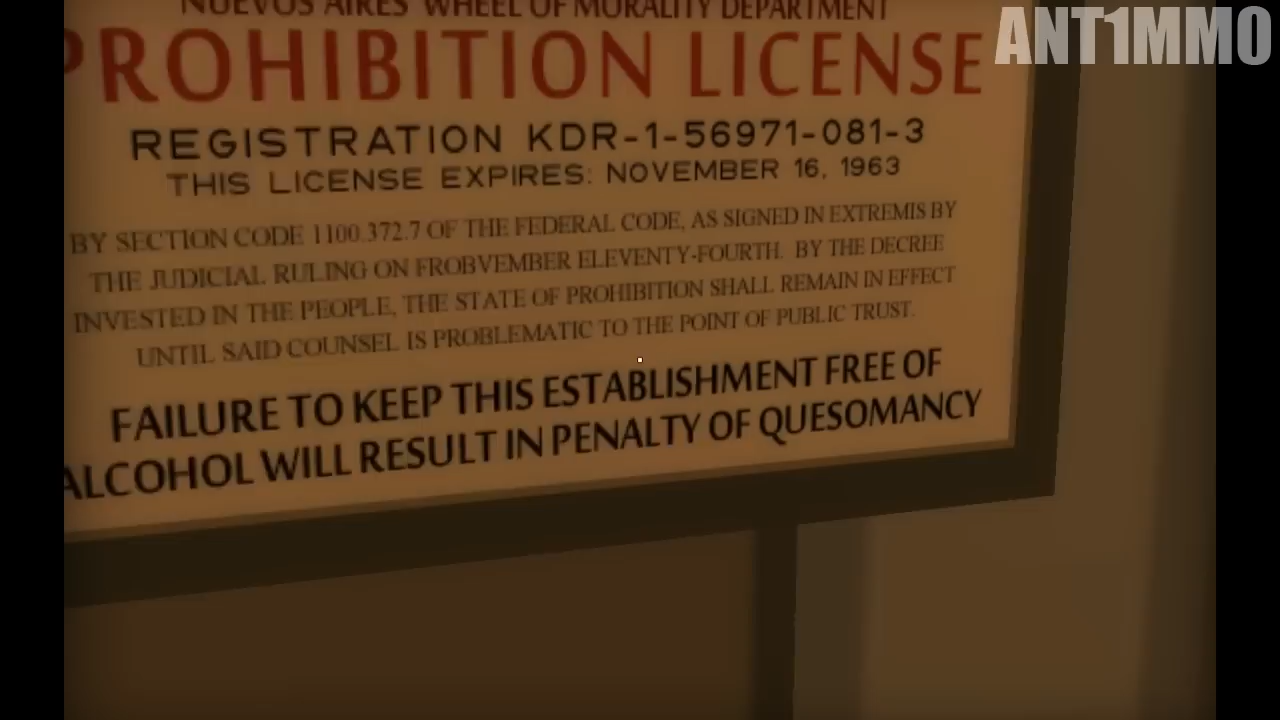 NUEVOS AIRES WHEEL OF MORALITY DEPARTMENT
PROHIBITION LICENSE
REGISTRATION KDR-1-56971-081-3
THIS LICENSE EXPIRES: NOVEMBER 16, 1963
BY SECTION CODE 1100.372.7 OF THE FEDERAL CODE, AS SIGNED IN EXTREMIS BY
THE JUDICIAL RULING ON FROBVEMBER ELEVENTY-FOURTH. BY THE DECREE
INVESTED IN THE PEOPLE, THE STATE OF PROHIBITION SHALL REMAIN IN EFFECT
UNTIL SAID COUNSEL IS PROBLEMATIC TO THE POINT OF PUBLIC TRUST.
FAILURE TO KEEP THIS ESTABLISHMENT FREE OF
ALCOHOL WILL RESULT IN PENALTY OF QUESOMANCY
ANT1MMO